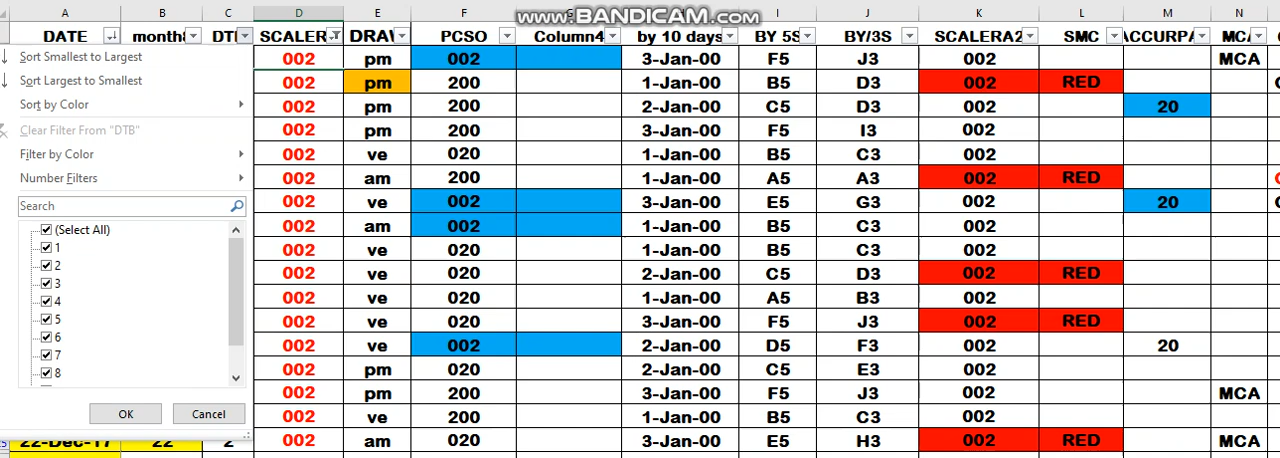 www.BANDICAM.com
A B C D E F G H I J K L M N
DATE month& DTI SCALER DRAV PCSO Column4 by 10 days BY 5S BY/3S SCALERA2 SMC ACCURPA MCA
Sort Smallest to Largest
Sort Largest to Smallest
Sort by Color
Clear Filter From "DTB"
Filter by Color
Number Filters
Search
(Select All)
1
2
3
4
5
6
7
8
OK Cancel
002 pm 002 3-Jan-00 F5 J3 002 MCA
002 pm 200 1-Jan-00 B5 D3 002 RED
002 pm 200 2-Jan-00 C5 D3 002 20
002 pm 200 3-Jan-00 F5 I3 002
002 ve 020 1-Jan-00 B5 C3 002
002 am 200 1-Jan-00 A5 A3 002 RED
002 ve 002 3-Jan-00 E5 G3 002 20
002 am 002 1-Jan-00 B5 C3 002
002 ve 020 1-Jan-00 B5 C3 002
002 ve 020 2-Jan-00 C5 D3 002 RED
002 ve 020 1-Jan-00 A5 B3 002
002 ve 020 3-Jan-00 F5 J3 002 RED
002 ve 002 2-Jan-00 D5 F3 002 20
002 pm 020 2-Jan-00 C5 E3 002
002 pm 200 3-Jan-00 F5 J3 002 MCA
002 ve 200 1-Jan-00 B5 C3 002
22-Dec-17 22 2 002 am 020 3-Jan-00 E5 H3 002 RED MCA